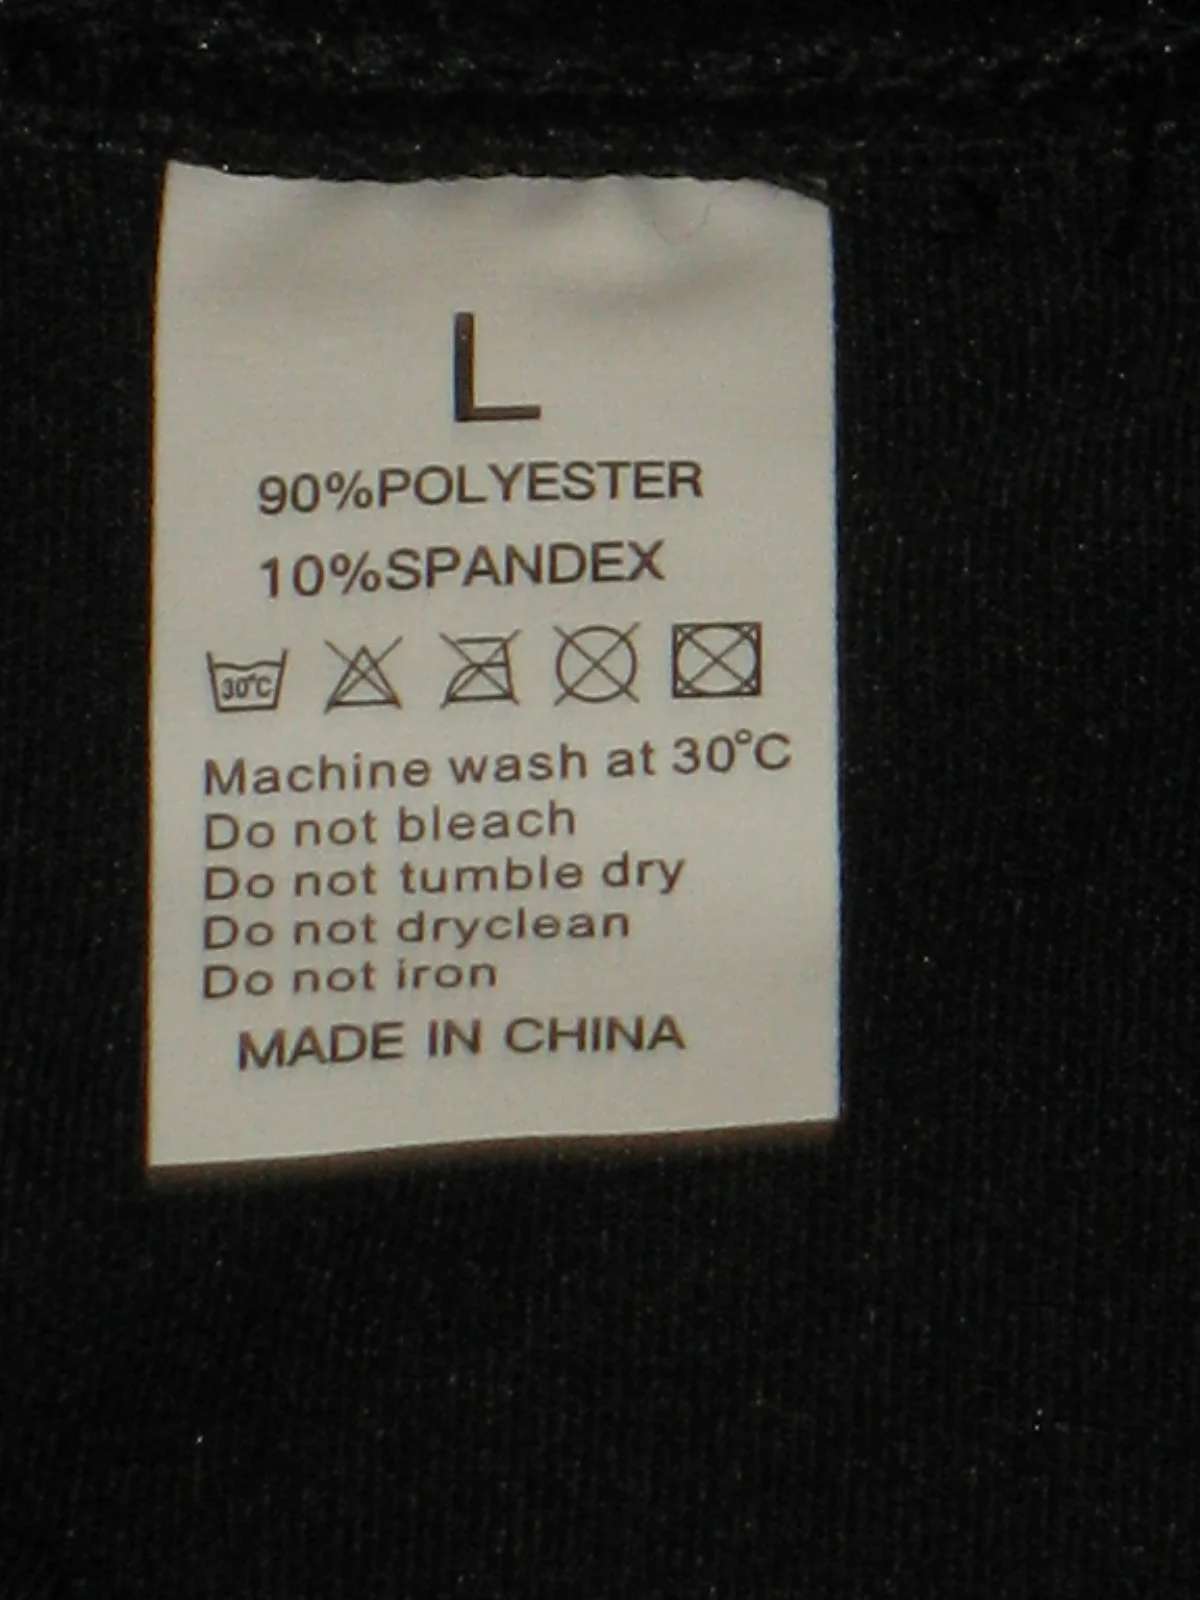 L
90%POLYESTER
10%SPANDEX
30°C
Machine wash at 30°C
Do not bleach
Do not tumble dry
Do not dryclean
Do not iron
MADE IN CHINA